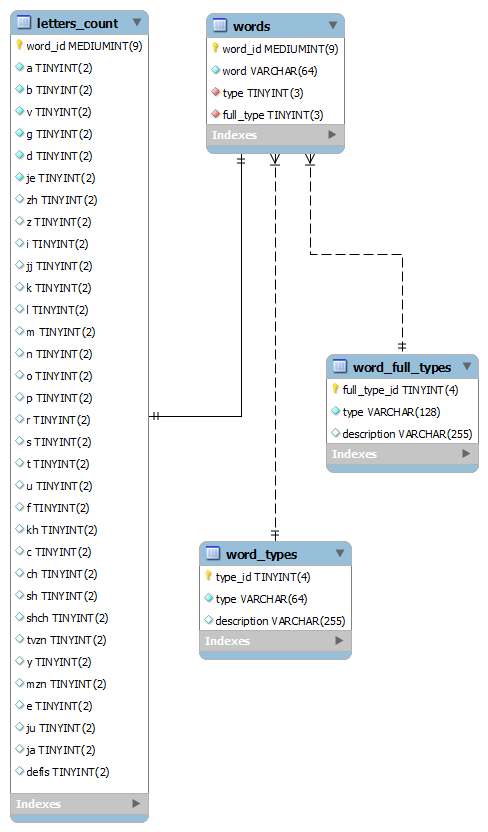 letters_count
word_id MEDIUMINT(9)
a TINYINT(2)
b TINYINT(2)
v TINYINT(2)
g TINYINT(2)
d TINYINT(2)
je TINYINT(2)
zh TINYINT(2)
z TINYINT(2)
i TINYINT(2)
jj TINYINT(2)
k TINYINT(2)
l TINYINT(2)
m TINYINT(2)
n TINYINT(2)
o TINYINT(2)
p TINYINT(2)
r TINYINT(2)
s TINYINT(2)
t TINYINT(2)
u TINYINT(2)
f TINYINT(2)
kh TINYINT(2)
c TINYINT(2)
ch TINYINT(2)
sh TINYINT(2)
shch TINYINT(2)
tvzn TINYINT(2)
y TINYINT(2)
mzn TINYINT(2)
e TINYINT(2)
ju TINYINT(2)
ja TINYINT(2)
defis TINYINT(2)
Indexes
words
word_id MEDIUMINT(9)
word VARCHAR(64)
type TINYINT(3)
full_type TINYINT(3)
Indexes
word_full_types
full_type_id TINYINT(4)
type VARCHAR(128)
description VARCHAR(255)
Indexes
word_types
type_id TINYINT(4)
type VARCHAR(64)
description VARCHAR(255)
Indexes